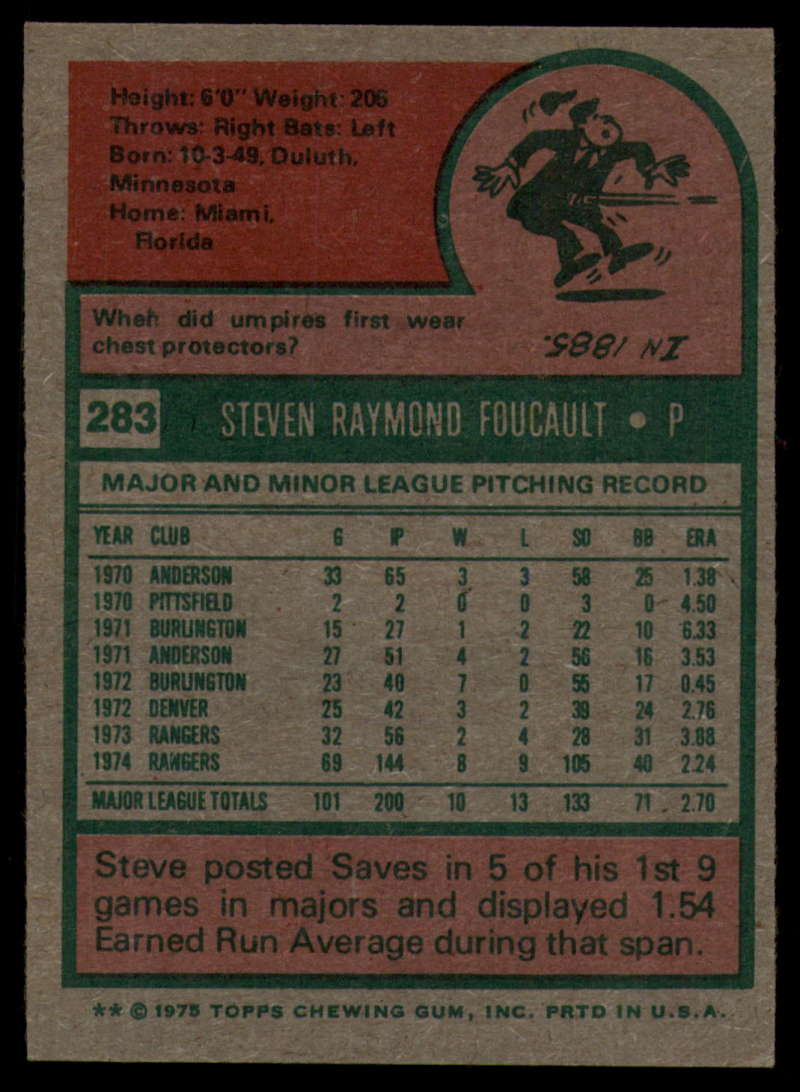 Height: 6'0" Weight: 205
Throws: Right Bats: Left
Born: 10-3-49, Duluth,
Minnesota
Home: Miami,
Florida
When did umpires first wear
chest protectors?
IN 1885.
283 STEVEN RAYMOND FOUCAULT • P
MAJOR AND MINOR LEAGUE PITCHING RECORD
YEAR CLUB G IP W L SO BB ERA
1970 ANDERSON 33 65 3 3 58 25 1.38
1970 PITTSFIELD 2 2 0 0 3 0 4.50
1971 BURLINGTON 15 27 1 2 22 10 6.33
1971 ANDERSON 27 51 4 2 56 16 3.53
1972 BURLINGTON 23 40 7 0 55 17 0.45
1972 DENVER 25 42 3 2 39 24 2.76
1973 RANGERS 32 56 2 4 28 31 3.88
1974 RANGERS 69 144 8 9 105 40 2.24
MAJOR LEAGUE TOTALS 101 200 10 13 133 71 2.70
Steve posted Saves in 5 of his 1st 9
games in majors and displayed 1.54
Earned Run Average during that span.
** © 1975 TOPPS CHEWING GUM, INC. PRTD IN U.S.A.